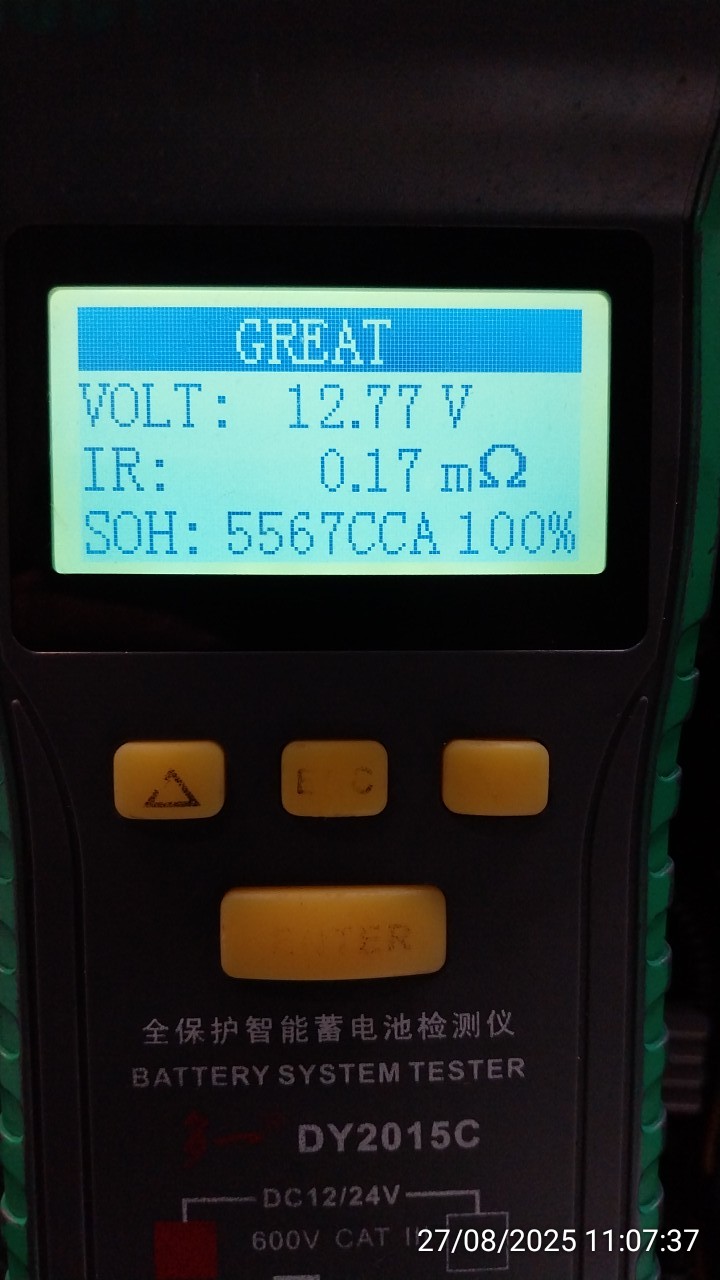 GREAT
VOLT: 12.77 V
IR: 0.17 mΩ
SOH: 5567CCA 100%
ENTER
全保护智能蓄电池检测仪
BATTERY SYSTEM TESTER
DY2015C
DC12/24V
600V CAT
27/08/2025 11:07:37